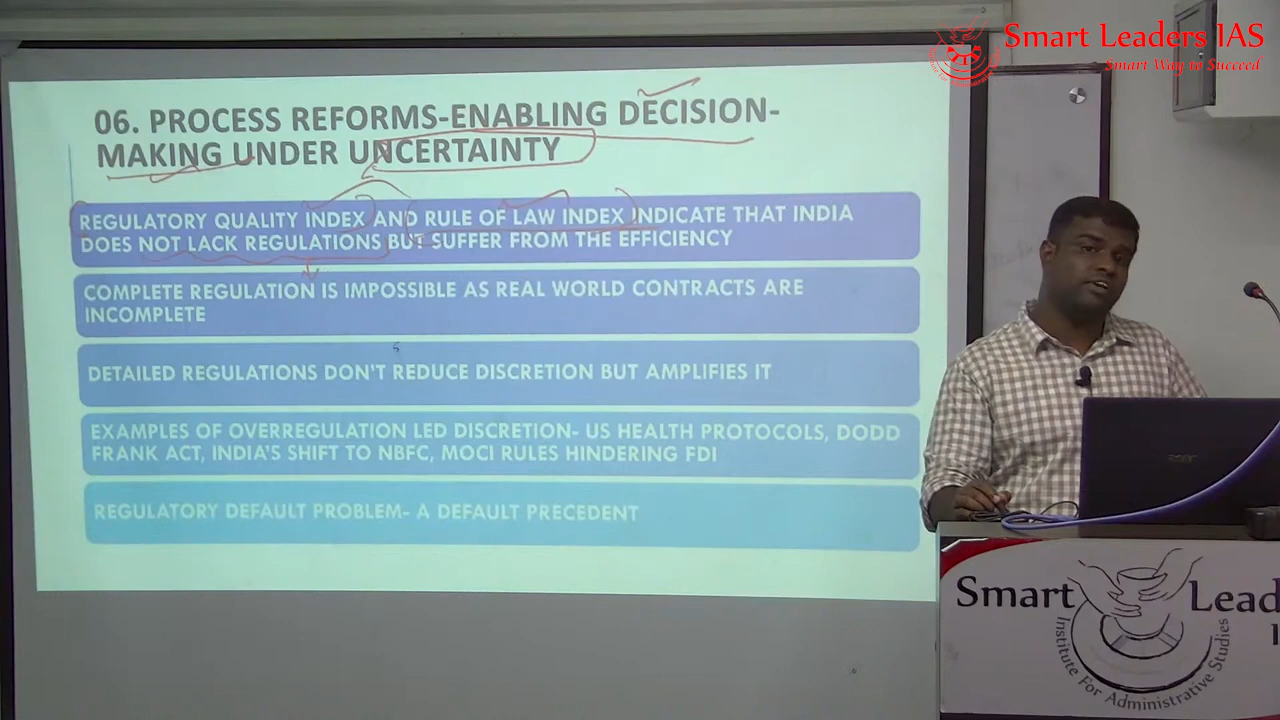 Smart Leaders IAS
Smart Way to Succeed
06. PROCESS REFORMS-ENABLING DECISION-
MAKING UNDER UNCERTAINTY
REGULATORY QUALITY INDEX AND RULE OF LAW INDEX INDICATE THAT INDIA
DOES NOT LACK REGULATIONS BUT SUFFER FROM THE EFFICIENCY
COMPLETE REGULATION IS IMPOSSIBLE AS REAL WORLD CONTRACTS ARE
INCOMPLETE
DETAILED REGULATIONS DON'T REDUCE DISCRETION BUT AMPLIFIES IT
EXAMPLES OF OVERREGULATION LED DISCRETION- US HEALTH PROTOCOLS, DODD
FRANK ACT, INDIA'S SHIFT TO NBFC, MOCI RULES HINDERING FDI
REGULATORY DEFAULT PROBLEM- A DEFAULT PRECEDENT
acer
Smart Lead
I
Institute For Administrative Studies